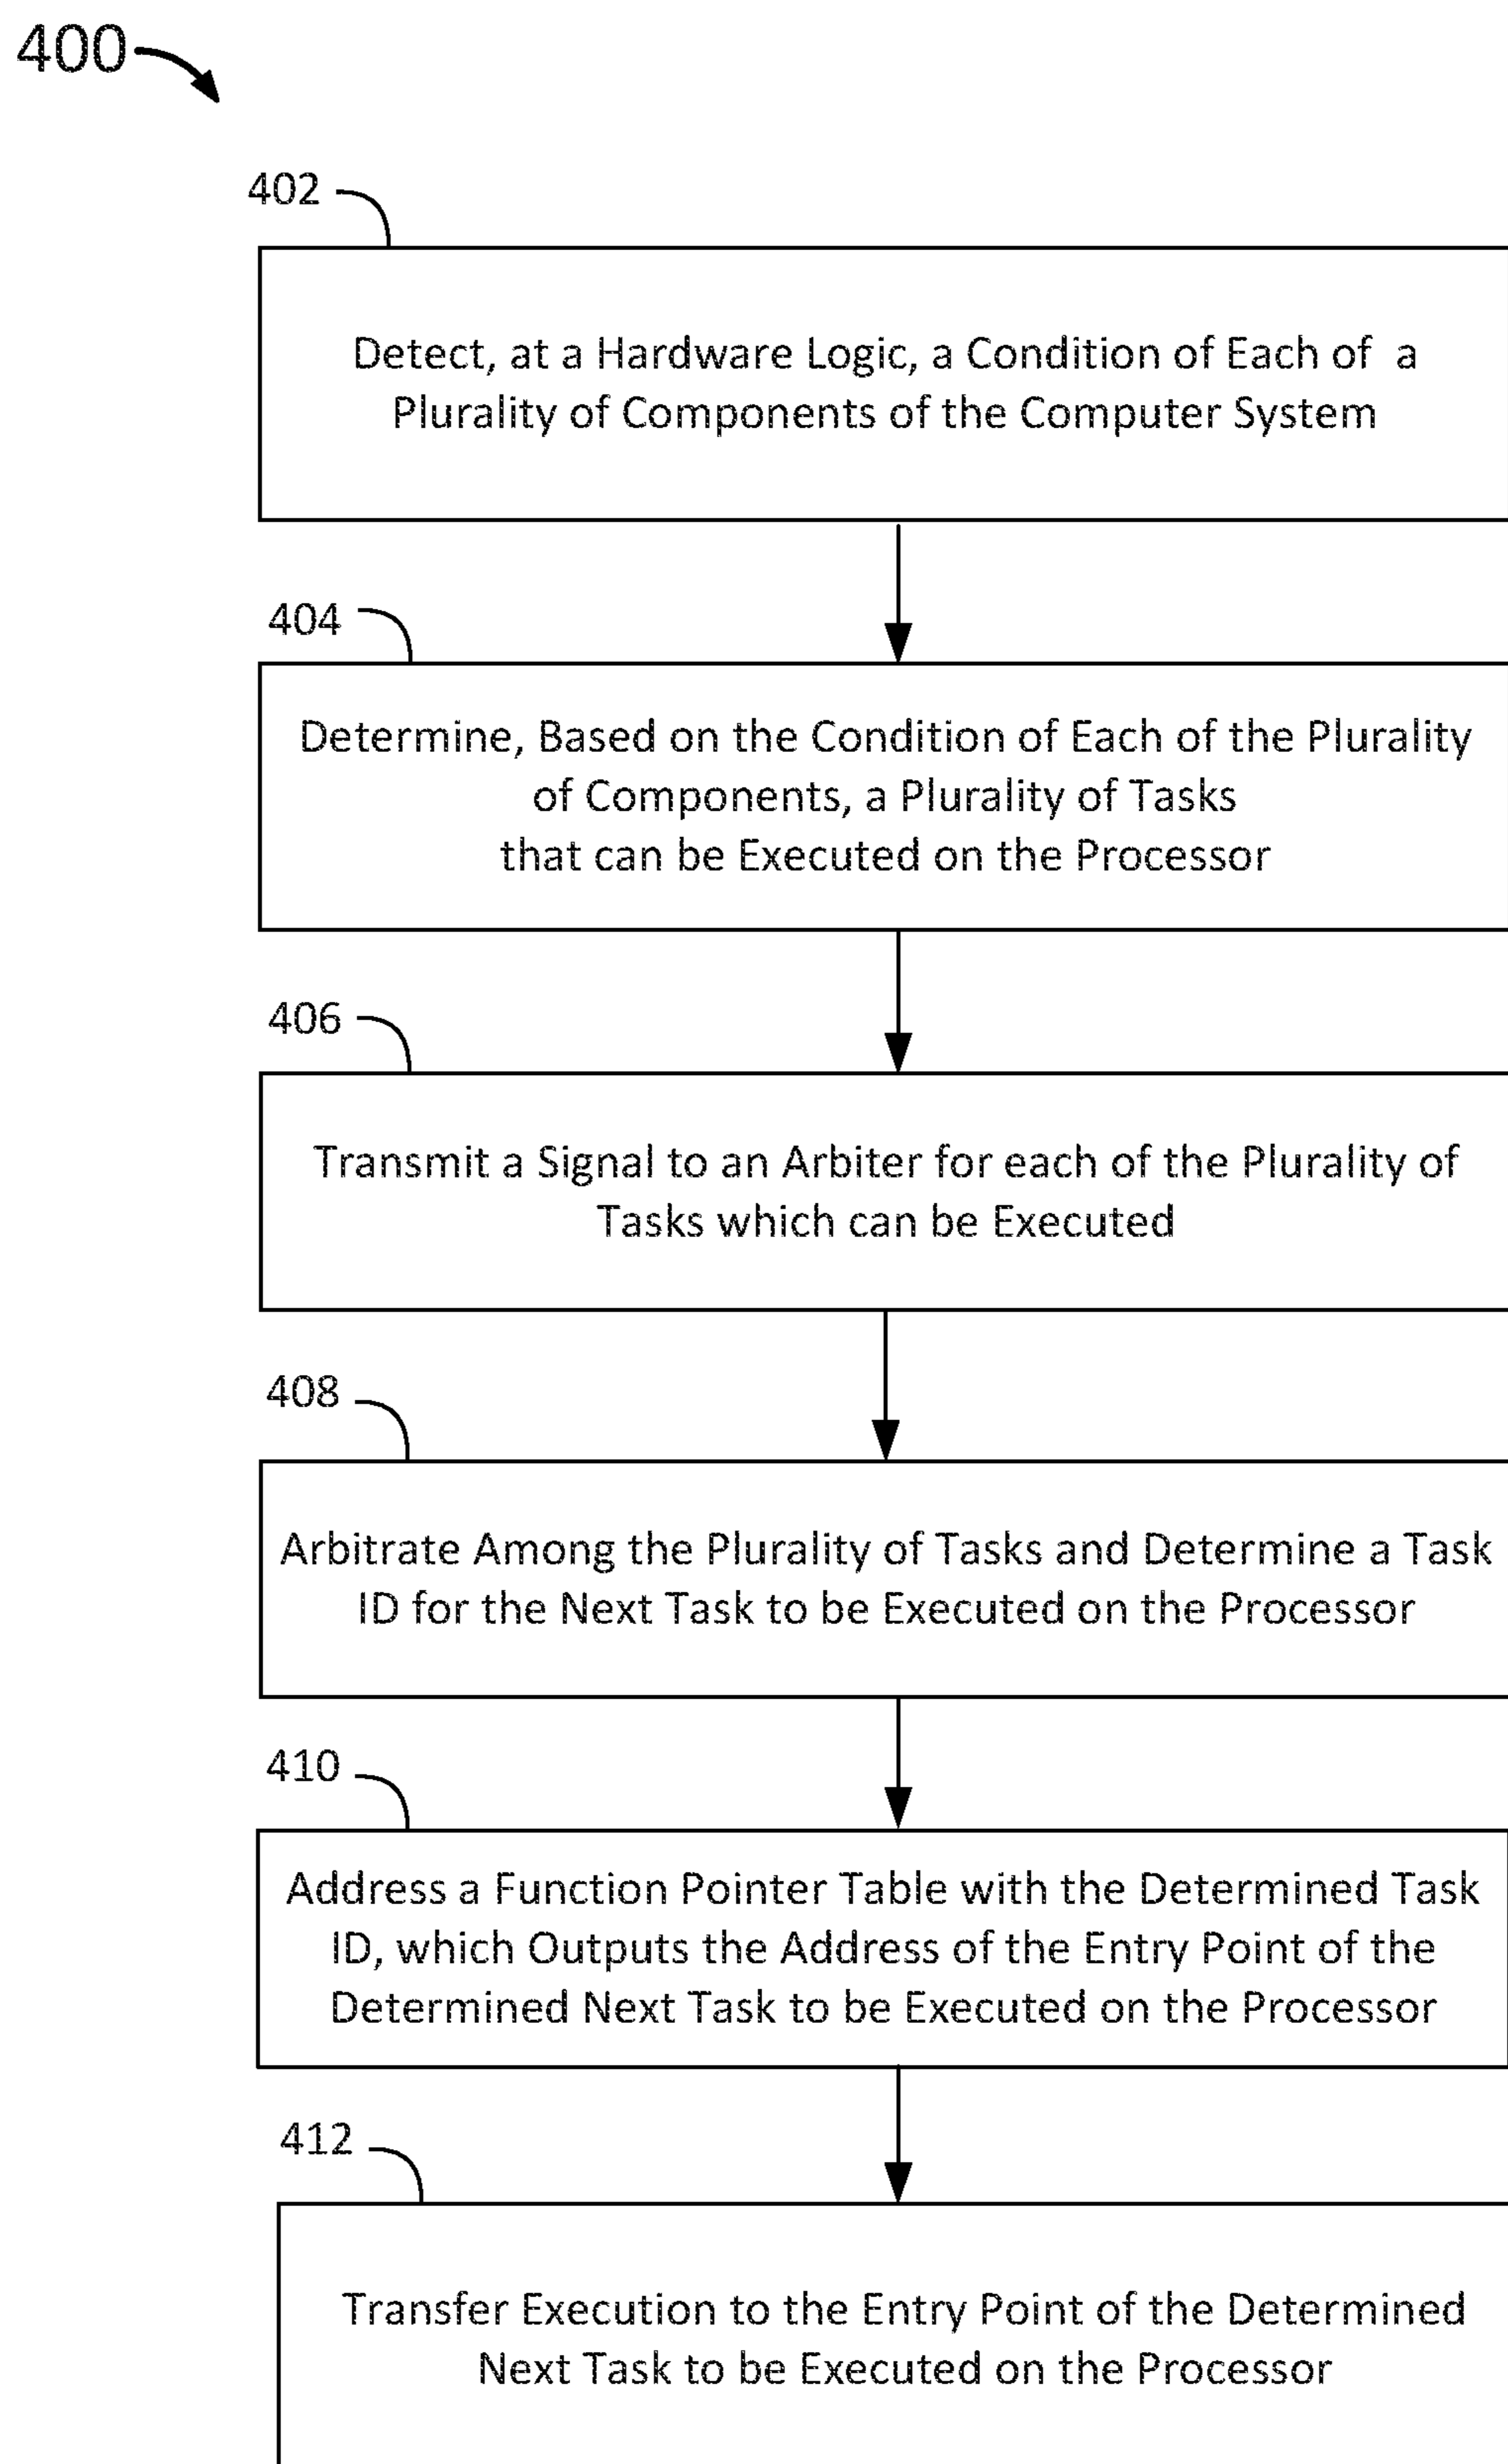 400
402
Detect, at a Hardware Logic, a Condition of Each of a
Plurality of Components of the Computer System
404
Determine, Based on the Condition of Each of the Plurality
of Components, a Plurality of Tasks
that can be Executed on the Processor
406
Transmit a Signal to an Arbiter for each of the Plurality of
Tasks which can be Executed
408
Arbitrate Among the Plurality of Tasks and Determine a Task
ID for the Next Task to be Executed on the Processor
410
Address a Function Pointer Table with the Determined Task
ID, which Outputs the Address of the Entry Point of the
Determined Next Task to be Executed on the Processor
412
Transfer Execution to the Entry Point of the Determined
Next Task to be Executed on the Processor